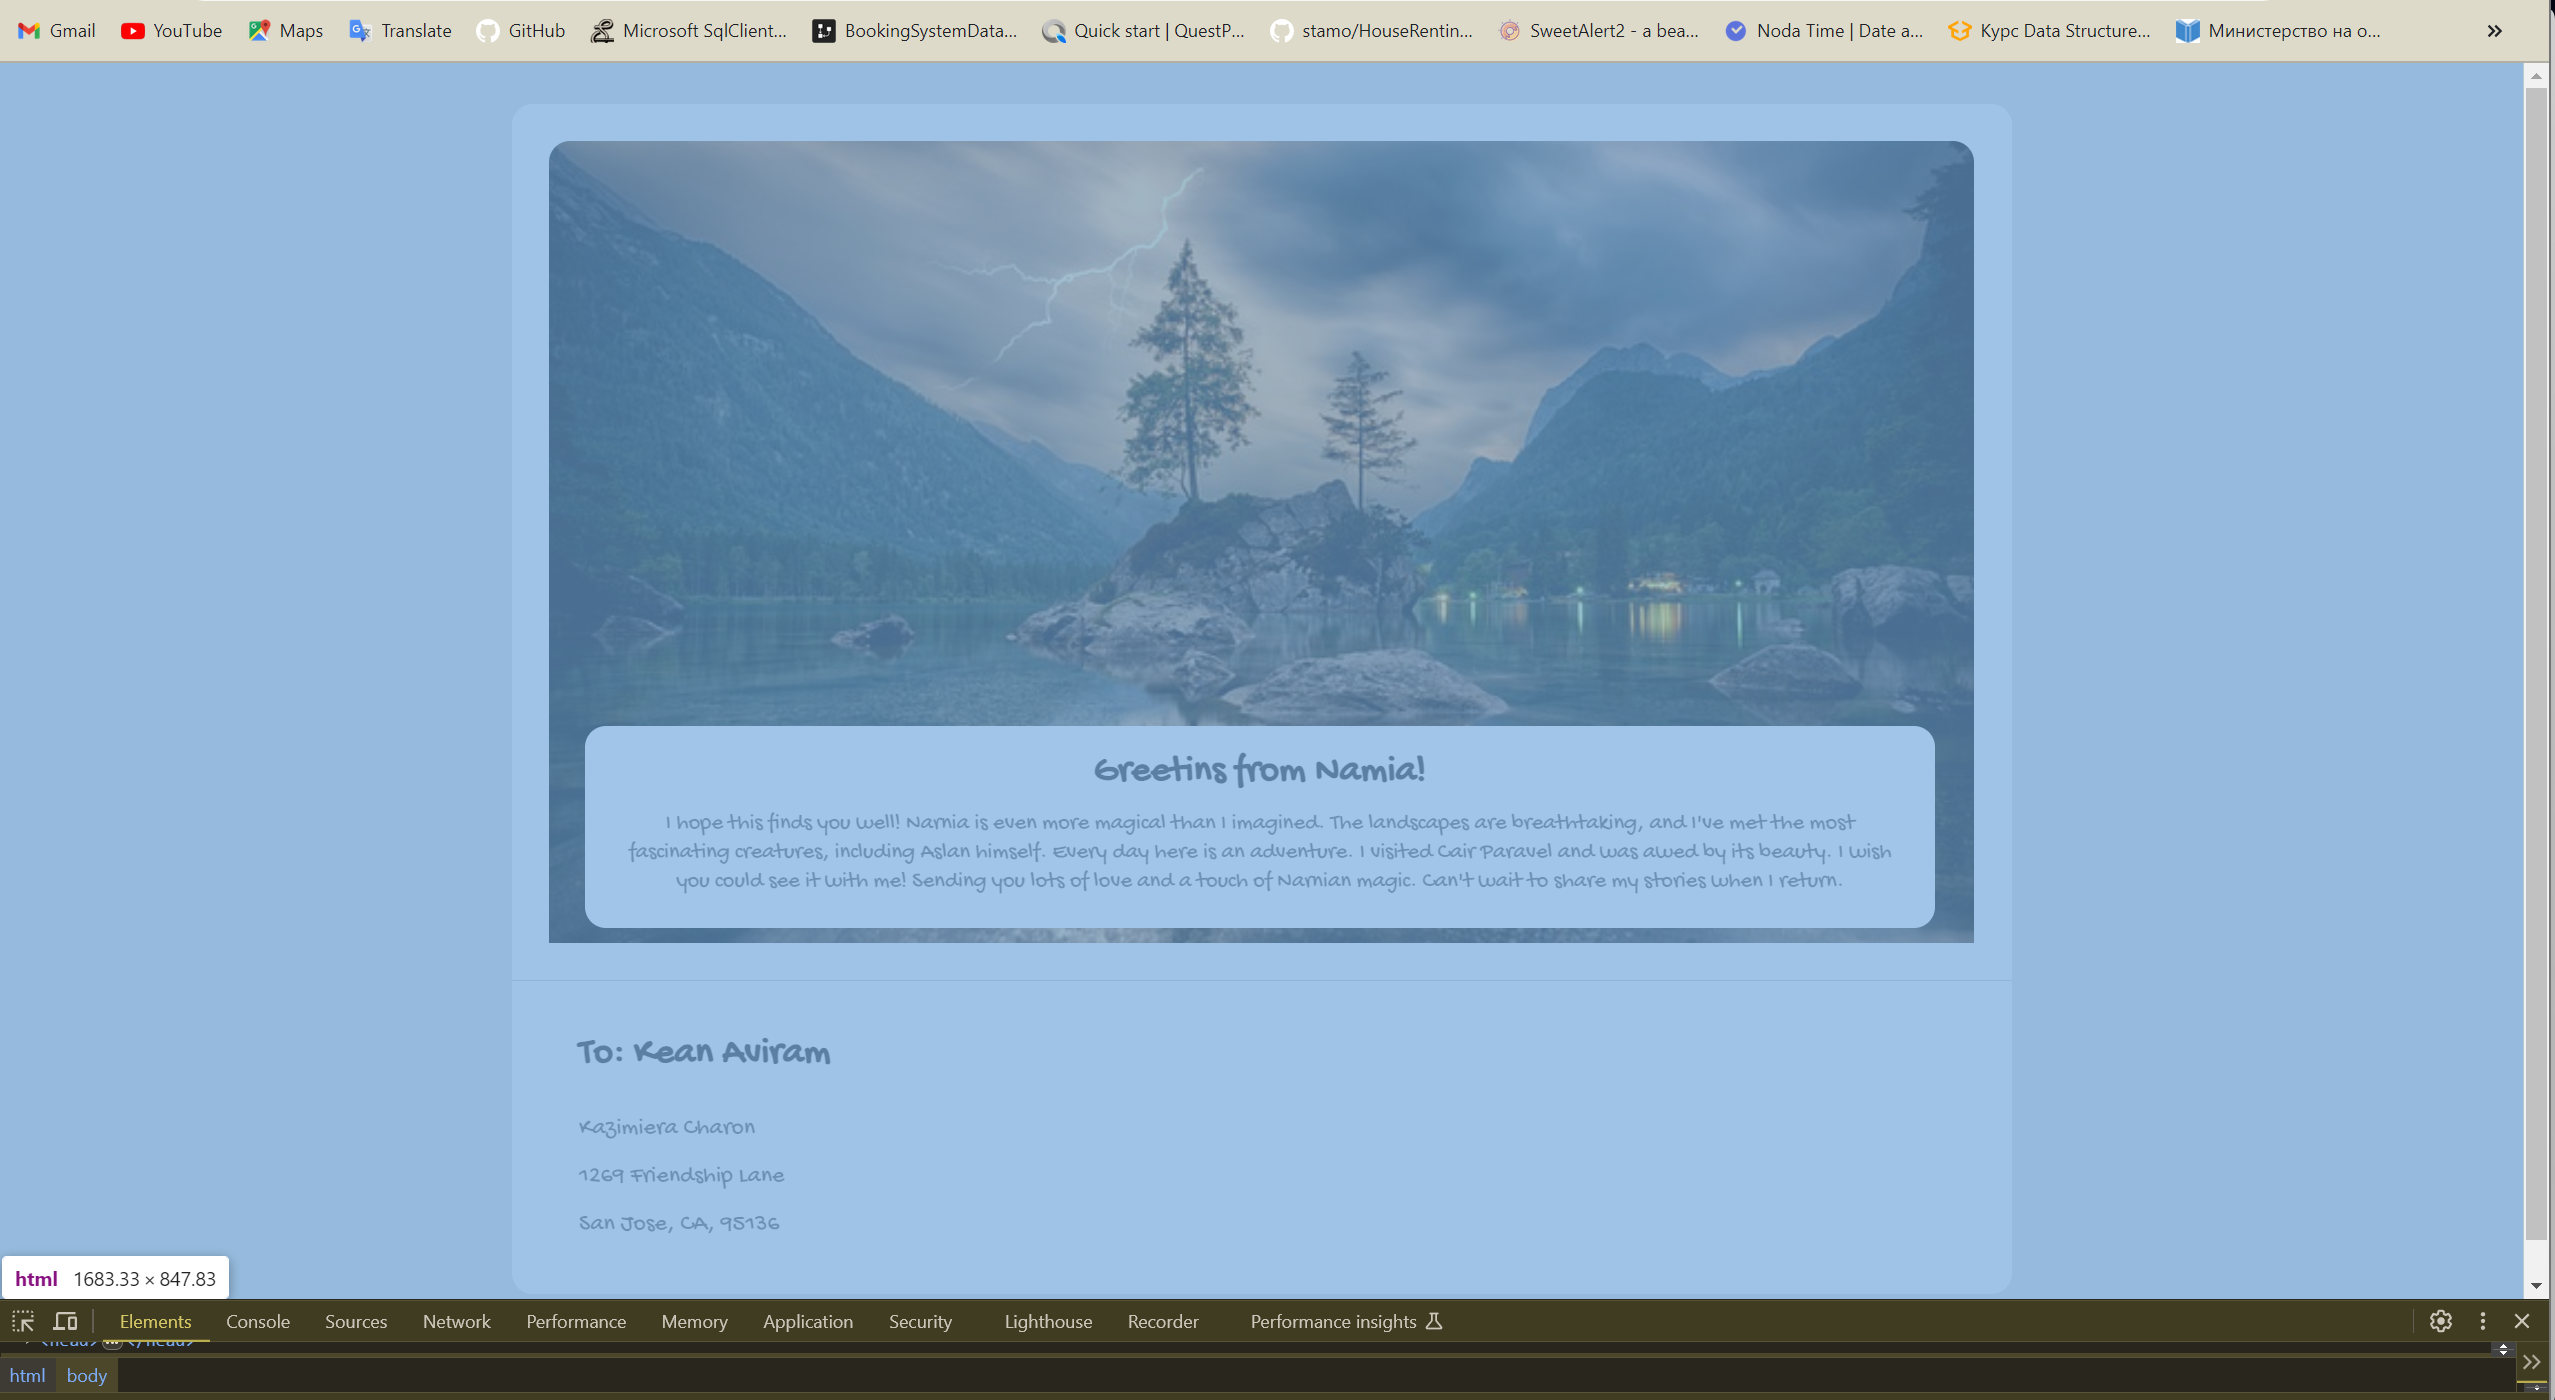 Gmail YouTube Maps Translate GitHub Microsoft SqlClient... BookingSystemData... Quick start | QuestP... stamo/HouseRentin... SweetAlert2 - a bea... Noda Time | Date a... Курс Data Structure... Министерство на о... »
Greetins from Narnia!
I hope this finds you well! Narnia is even more magical than I imagined. The landscapes are breathtaking, and I've met the most
fascinating creatures, including Aslan himself. Every day here is an adventure. I visited Cair Paravel and was awed by its beauty. I wish
you could see it with me! Sending you lots of love and a touch of Narnian magic. Can't wait to share my stories when I return.
To: Kean Aviram
Kazimiera Charon
1269 Friendship Lane
San Jose, CA, 95136
html 1683.33 × 847.83
Elements Console Sources Network Performance Memory Application Security Lighthouse Recorder Performance insights
<head> ... </head>
html body